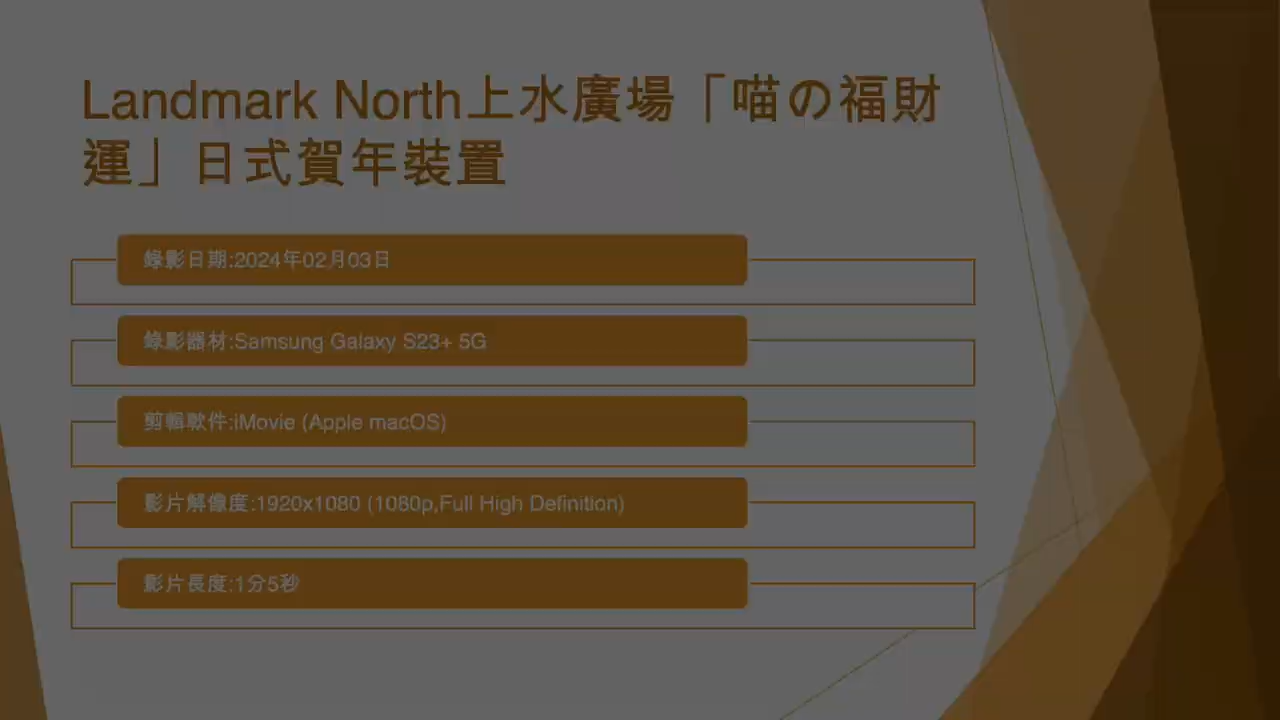 Landmark North上水廣場「喵の福財
運」日式賀年裝置
錄影日期:2024年02月03日
錄影器材:Samsung Galaxy S23+ 5G
剪輯軟件:iMovie (Apple macOS)
影片解像度:1920x1080 (1080p,Full High Definition)
影片長度:1分5秒